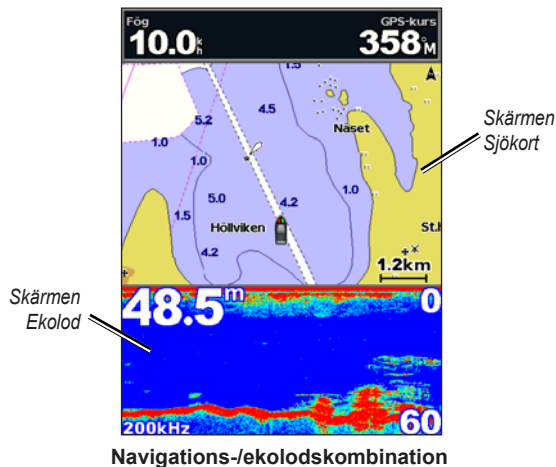 Fög
10.0 k h
GPS-kurs
358°M
1.5
4.5
5.2
Näset
1.0
1.0
1.0
5.0
4.2
1.5
Höllviken
St.H
4.2
1.2km
Skärmen
Sjökort
48.5m
0
Skärmen
Ekolod
200kHz
60
Navigations-/ekolodskombination